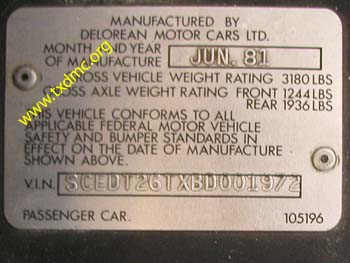 MANUFACTURED BY
DELOREAN MOTOR CARS LTD.
MONTH AND YEAR
OF MANUFACTURE JUN. 81
GROSS VEHICLE WEIGHT RATING 3180 LBS
GROSS AXLE WEIGHT RATING FRONT 1244 LBS
REAR 1936 LBS
THIS VEHICLE CONFORMS TO ALL
APPLICABLE FEDERAL MOTOR VEHICLE
SAFETY AND BUMPER STANDARDS IN
EFFECT ON THE DATE OF MANUFACTURE
SHOWN ABOVE.
V.I.N. SCEDT26TXBD001972
PASSENGER CAR. 105196
www.txdmc.org